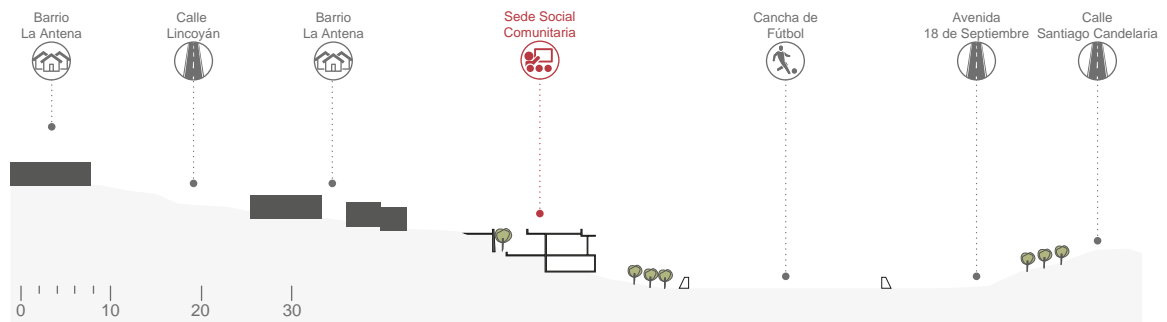 Barrio
La Antena
Calle
Lincoyán
Barrio
La Antena
Sede Social
Comunitaria
Cancha de
Fútbol
Avenida
18 de Septiembre
Calle
Santiago Candelaria
0 10 20 30